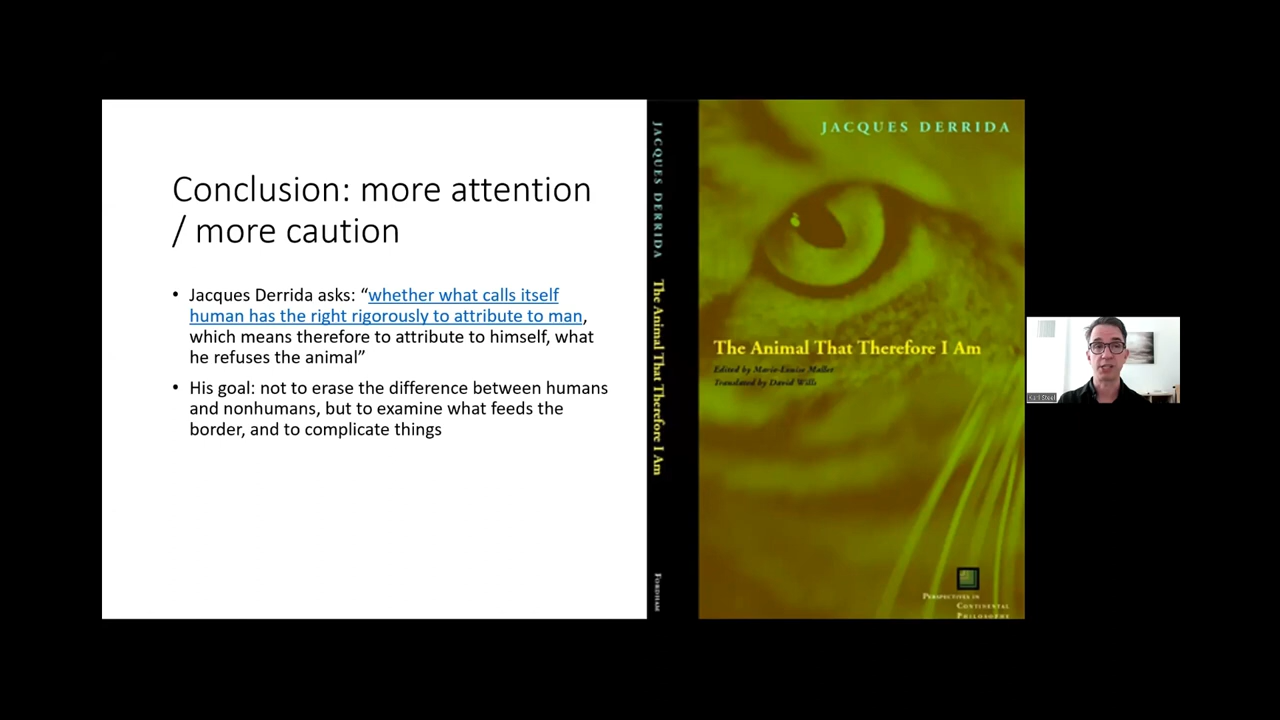 Conclusion: more attention
/ more caution
• Jacques Derrida asks: “whether what calls itself
human has the right rigorously to attribute to man,
which means therefore to attribute to himself, what
he refuses the animal”
• His goal: not to erase the difference between humans
and nonhumans, but to examine what feeds the
border, and to complicate things
JACQUES DERRIDA
The Animal That Therefore I Am
FORDHAM
JACQUES DERRIDA
The Animal That Therefore I Am
Edited by Marie-Louise Mallet
Translated by David Wills
PERSPECTIVES IN
CONTINENTAL
PHILOSOPHY
Karl Steel